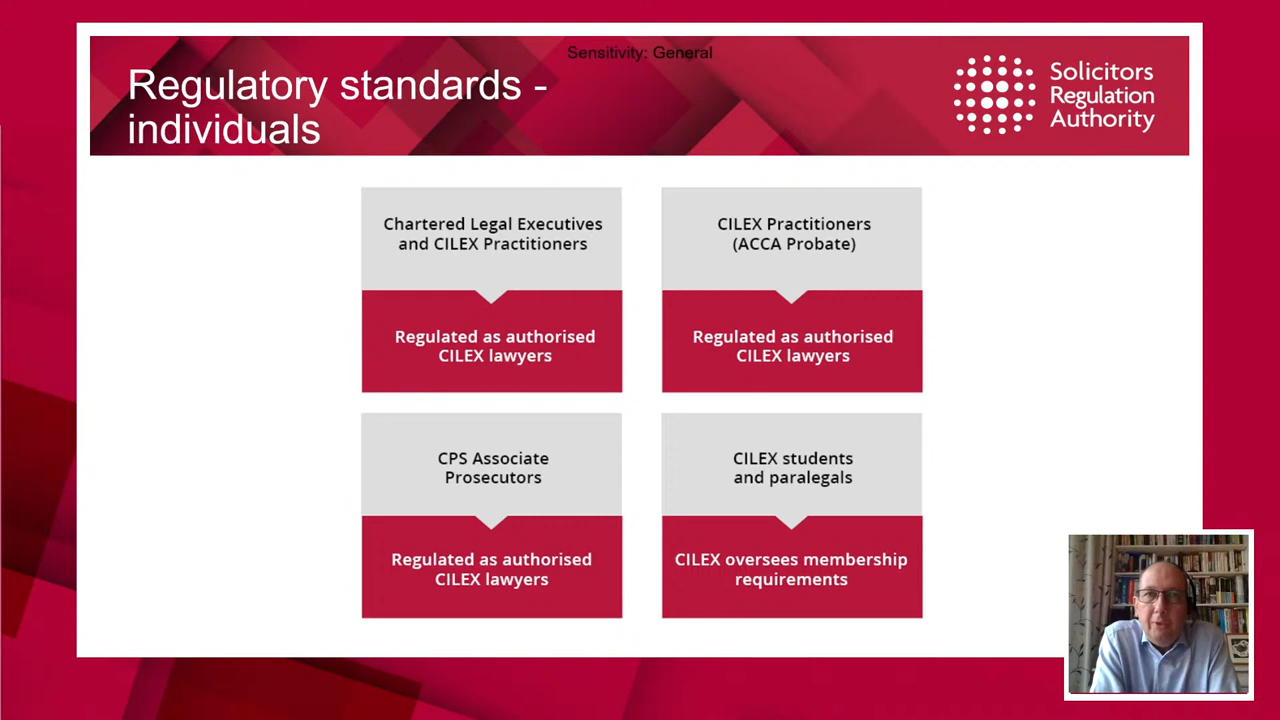 Sensitivity: General
Regulatory standards -
individuals
Solicitors
Regulation
Authority
Chartered Legal Executives
and CILEX Practitioners
Regulated as authorised
CILEX lawyers
CILEX Practitioners
(ACCA Probate)
Regulated as authorised
CILEX lawyers
CPS Associate
Prosecutors
Regulated as authorised
CILEX lawyers
CILEX students
and paralegals
CILEX oversees membership
requirements